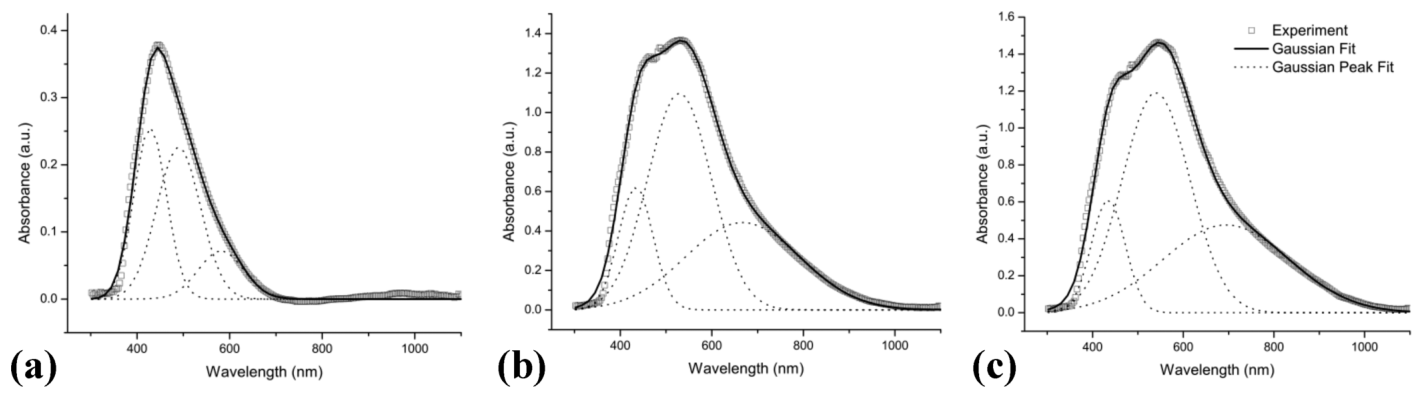 0.4
0.3
0.2
0.1
0.0
Absorbance (a.u.)
400 600 800 1000
Wavelength (nm)
(a)
1.4
1.2
1.0
0.8
0.6
0.4
0.2
0.0
Absorbance (a.u.)
400 600 800 1000
Wavelength (nm)
(b)
1.6
1.4
1.2
1.0
0.8
0.6
0.4
0.2
0.0
Absorbance (a.u.)
400 600 800 1000
Wavelength (nm)
(c)
Experiment
Gaussian Fit
Gaussian Peak Fit